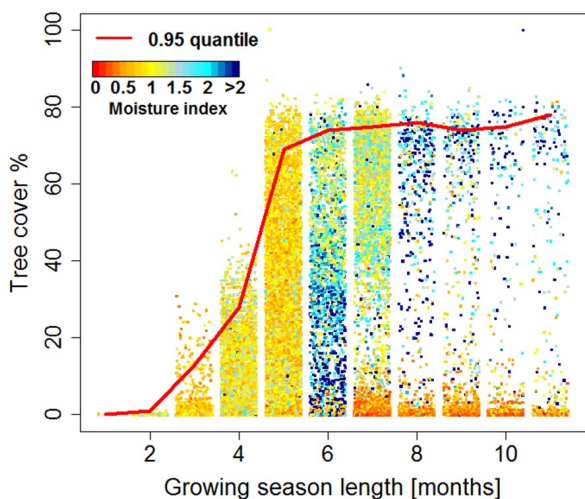 100
0.95 quantile
0 0.5 1 1.5 2 >2
Moisture index
80
60
40
20
0
Tree cover %
2 4 6 8 10
Growing season length [months]